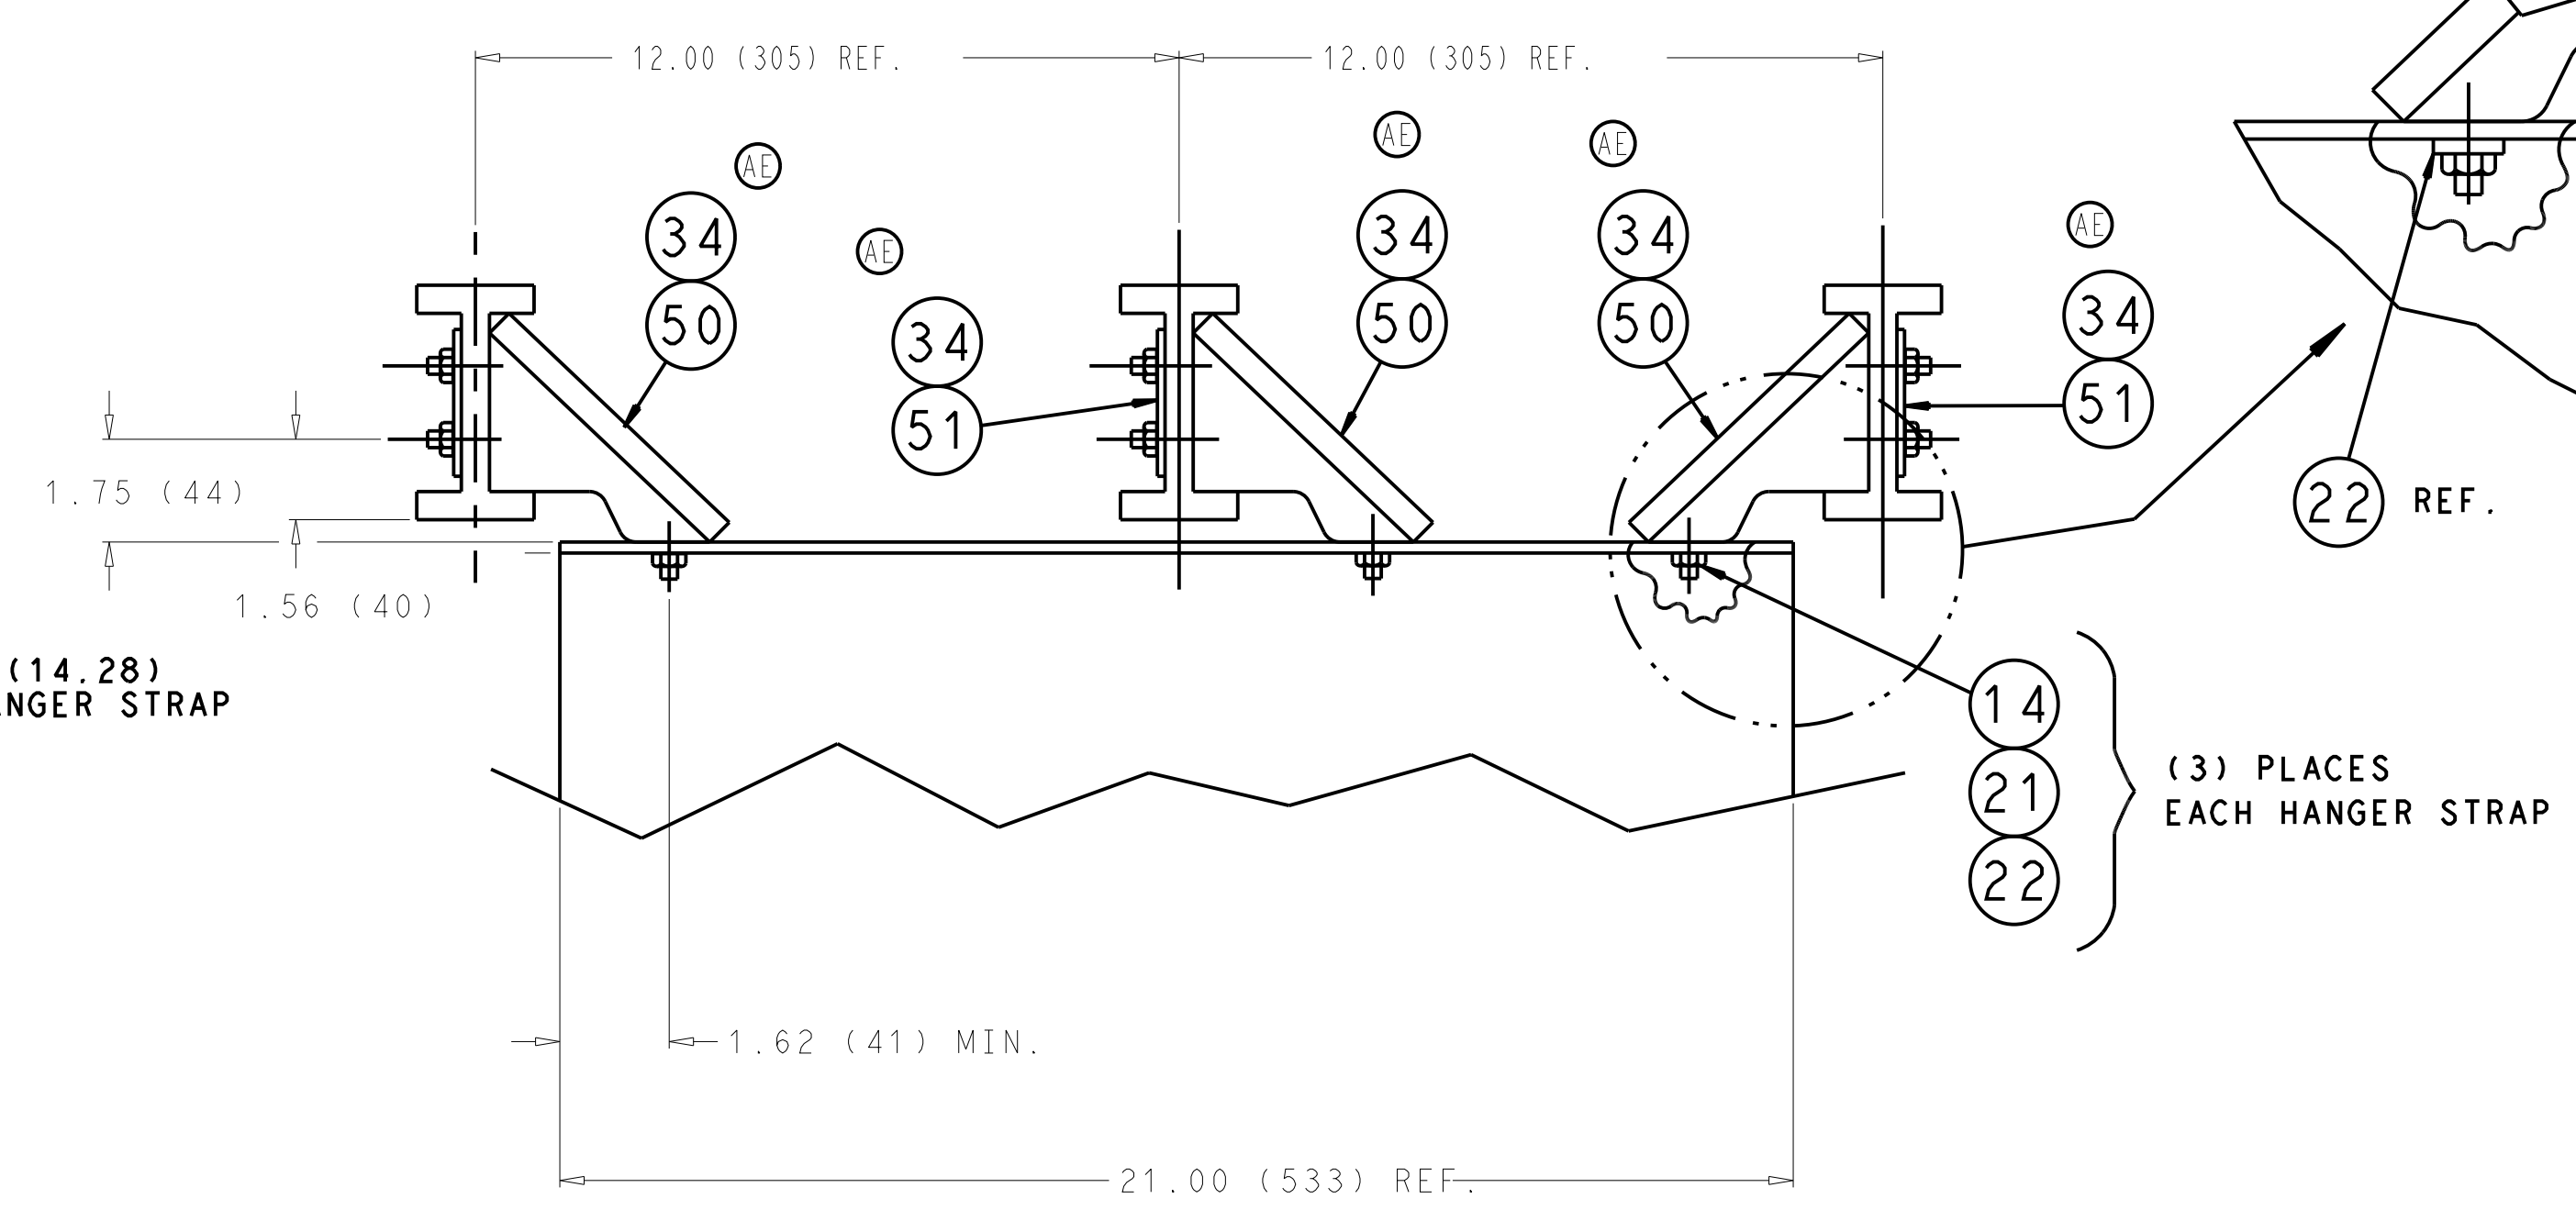 12.00 (305) REF.
12.00 (305) REF.
AE
34
50
AE
34
51
AE
34
50
AE
34
50
AE
34
51
22 REF.
1.75 (44)
1.56 (40)
(14.28)
NGER STRAP
14
21
22
(3) PLACES
EACH HANGER STRAP
1.62 (41) MIN.
21.00 (533) REF.